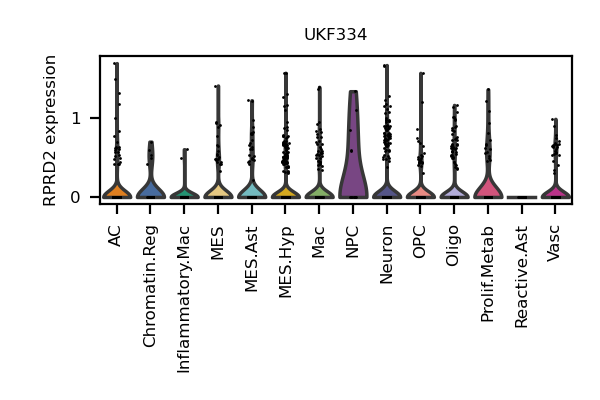 UKF334
RPRD2 expression
1
0
AC
Chromatin.Reg
Inflammatory.Mac
MES
MES.Ast
MES.Hyp
Mac
NPC
Neuron
OPC
Oligo
Prolif.Metab
Reactive.Ast
Vasc